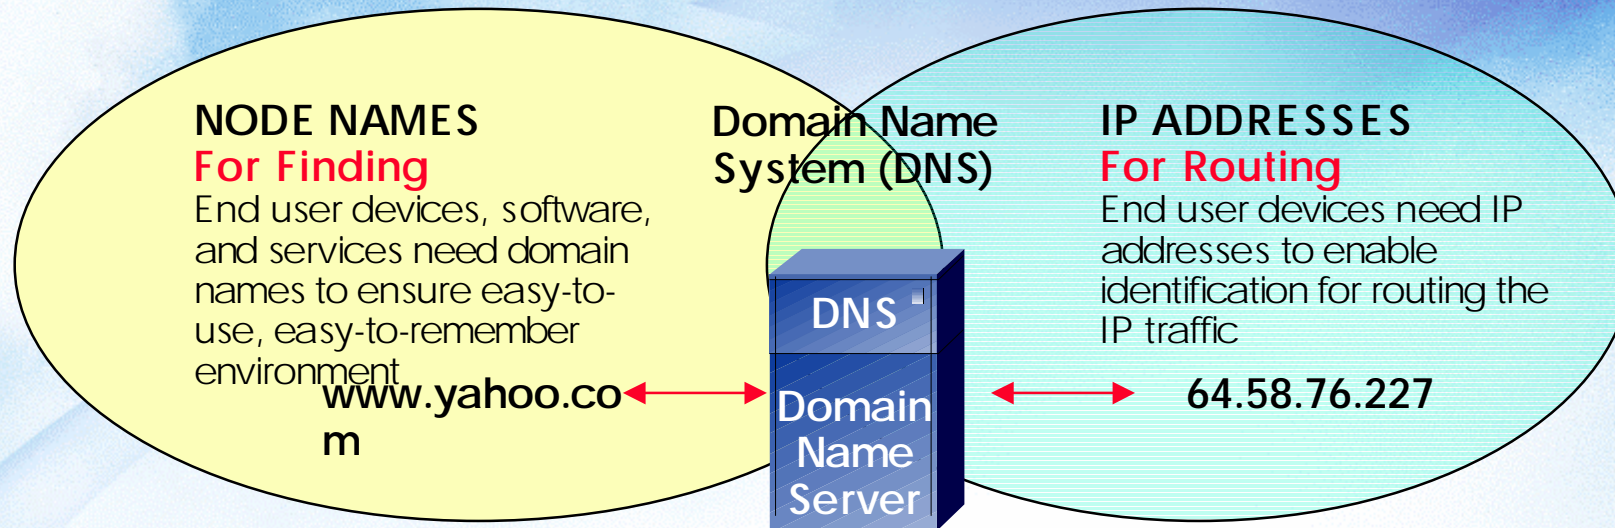 NODE NAMES
For Finding
End user devices, software,
and services need domain
names to ensure easy-to-
use, easy-to-remember
environment
www.yahoo.co
m
Domain Name
System (DNS)
DNS
Domain
Name
Server
IP ADDRESSES
For Routing
End user devices need IP
addresses to enable
identification for routing the
IP traffic
64.58.76.227